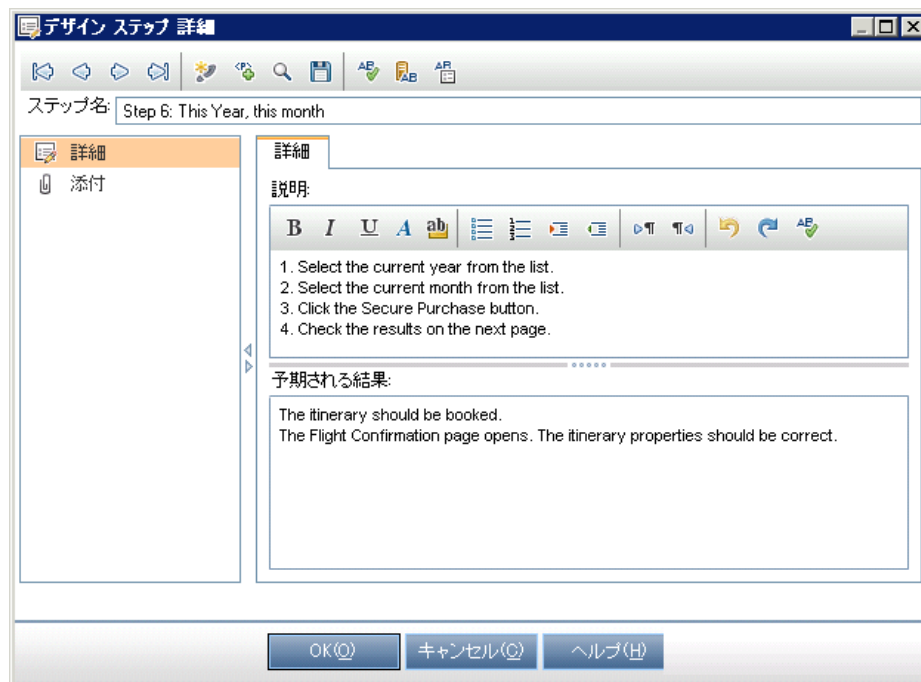 デザイン ステップ 詳細
ステップ名:
Step 6: This Year, this month
詳細
添付
詳細
説明:
B I U A ab
1. Select the current year from the list.
2. Select the current month from the list.
3. Click the Secure Purchase button.
4. Check the results on the next page.
予期される結果:
The itinerary should be booked.
The Flight Confirmation page opens. The itinerary properties should be correct.
OK(O) キャンセル(C) ヘルプ(H)